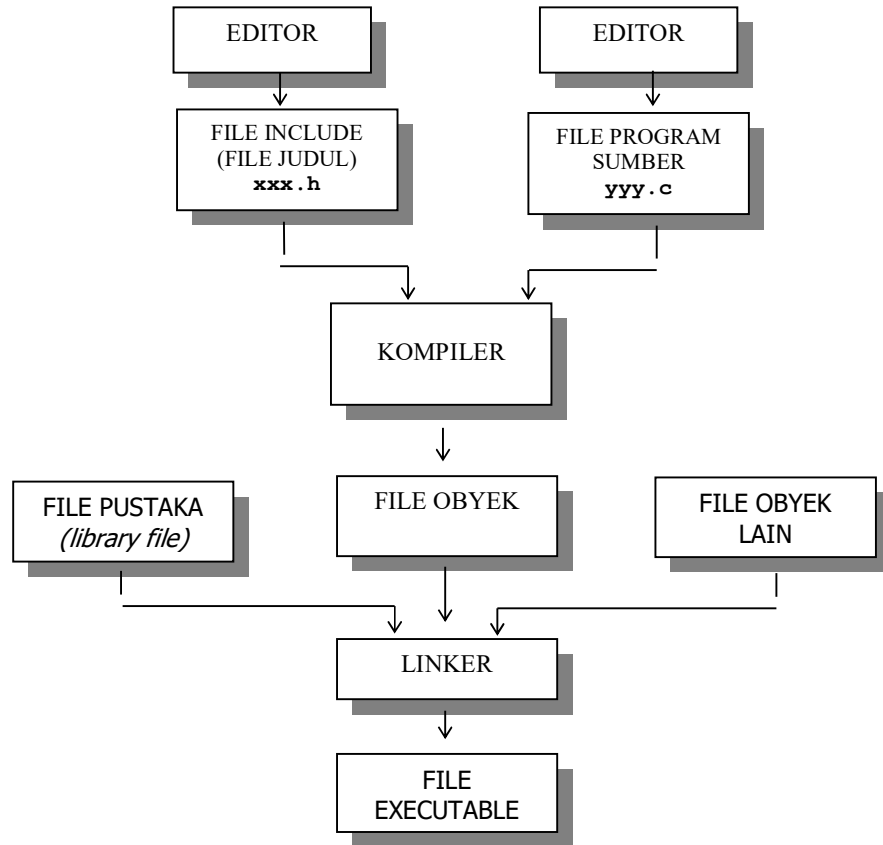 EDITOR
EDITOR
FILE INCLUDE
(FILE JUDUL)
xxx.h
FILE PROGRAM
SUMBER
yyy.c
KOMPILER
FILE PUSTAKA
(library file)
FILE OBYEK
FILE OBYEK
LAIN
LINKER
FILE
EXECUTABLE